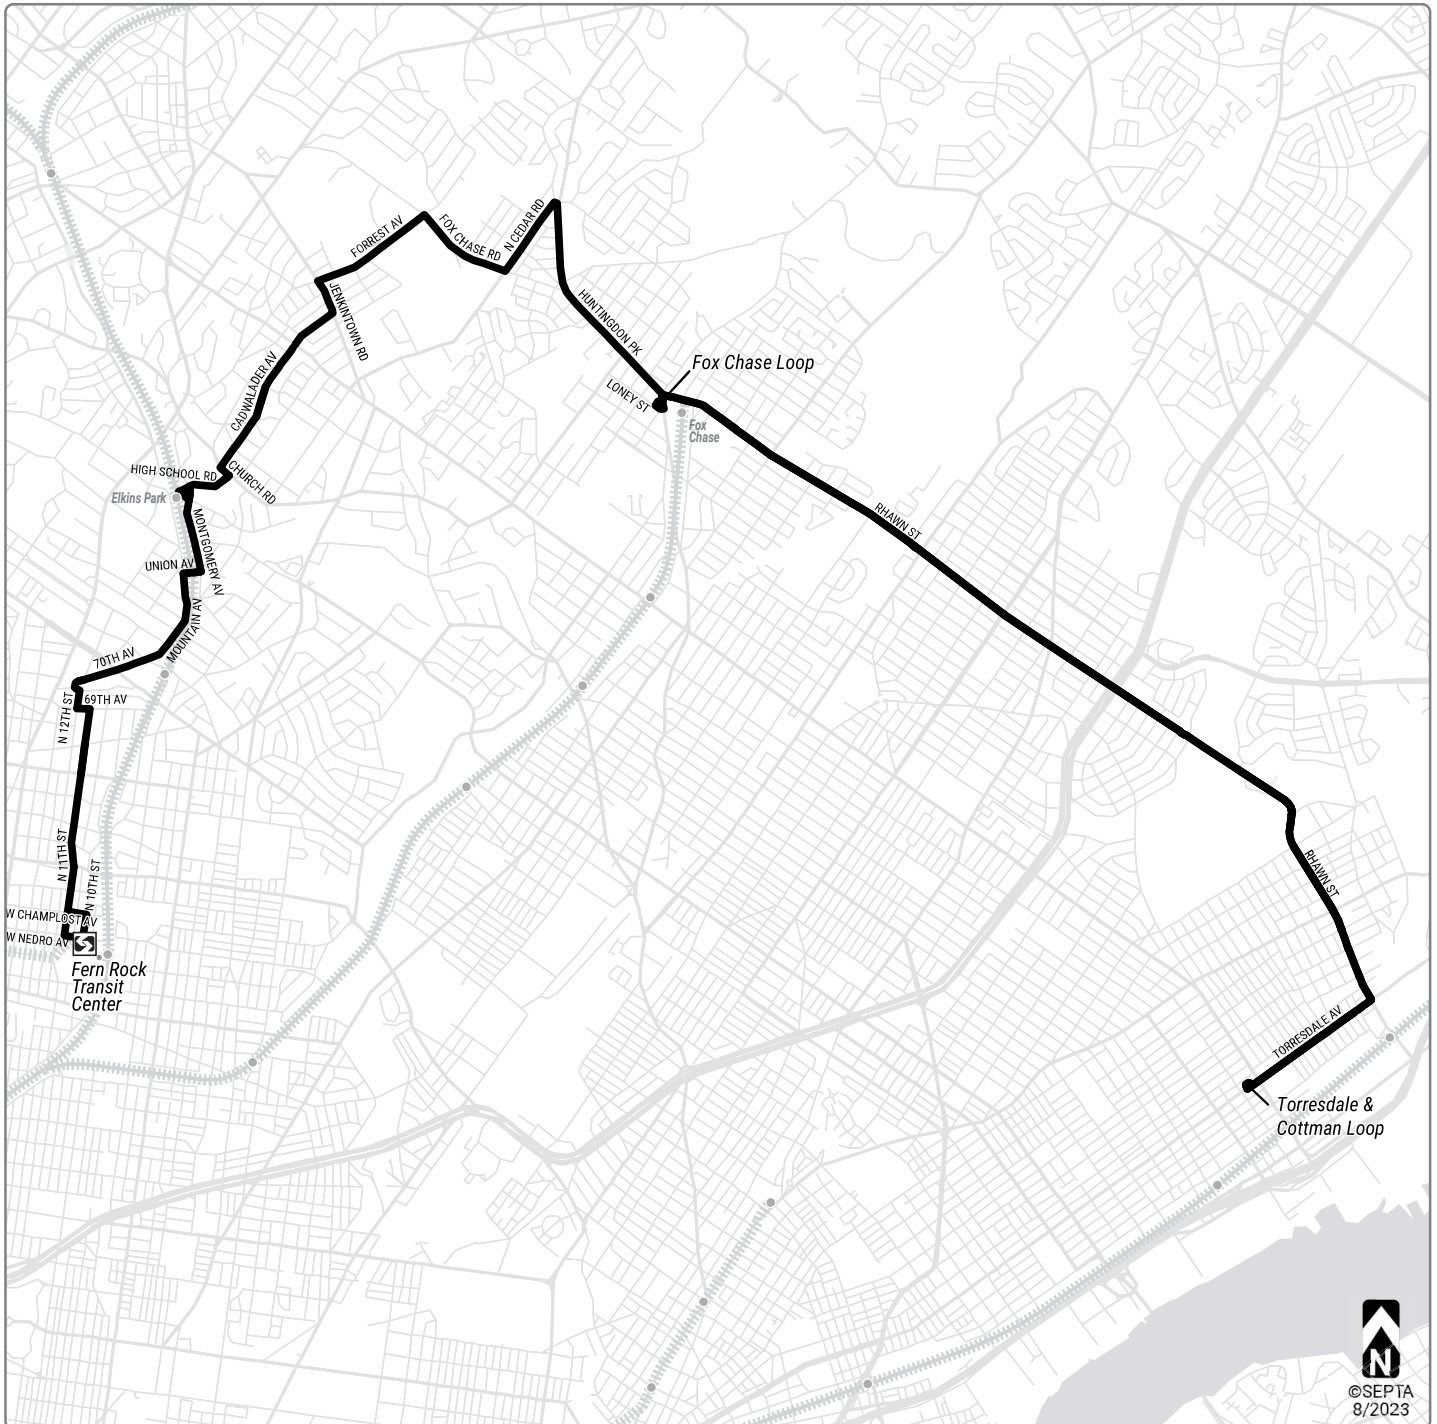 FORREST AV
FOX CHASE RD
N CEDAR RD
JENKINTOWN RD
HUNTINGDON PK
Fox Chase Loop
LONEY ST
Fox
Chase
CADWALADER AV
HIGH SCHOOL RD
CHURCH RD
Elkins Park
MONTGOMERY AV
RHAWN ST
UNION AV
MOUNTAIN AV
70TH AV
69TH AV
N 12TH ST
N 11TH ST
N 10TH ST
RHAWN ST
W CHAMPLOST AV
W NEDRO AV
Fern Rock
Transit
Center
TORRESDALE AV
Torresdale &
Cottman Loop
N
©SEPTA
8/2023